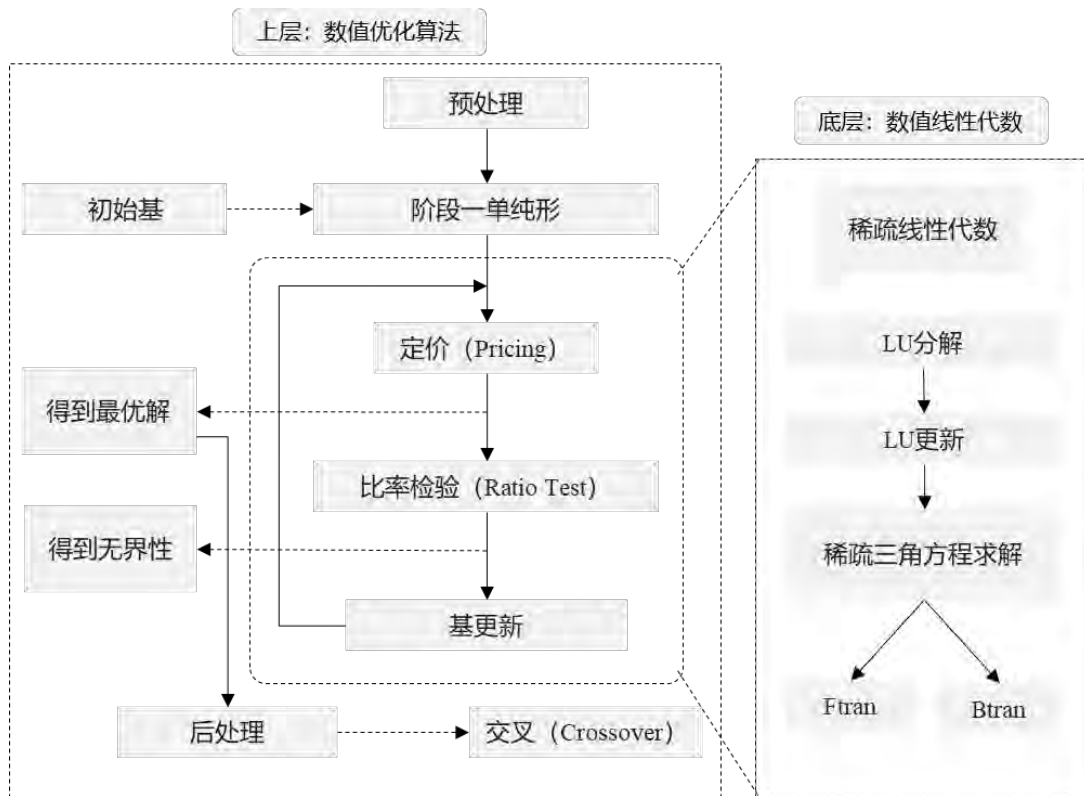 上层：数值优化算法
预处理
初始基
阶段一单纯形
定价（Pricing）
得到最优解
比率检验（Ratio Test）
得到无界性
基更新
后处理
交叉（Crossover）
底层：数值线性代数
稀疏线性代数
LU分解
LU更新
稀疏三角方程求解
Ftran
Btran